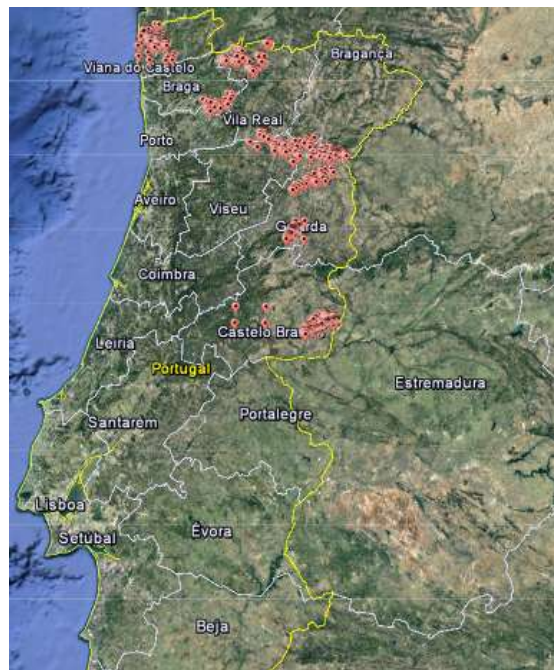 Bragança
Viana do Castelo
Braga
Vila Real
Porto
Aveiro
Viseu
Guarda
Coimbra
Castelo Bra
Leiria
Portugal
Estremadura
Portalegre
Santarém
Lisboa
Setúbal
Êvora
Beja